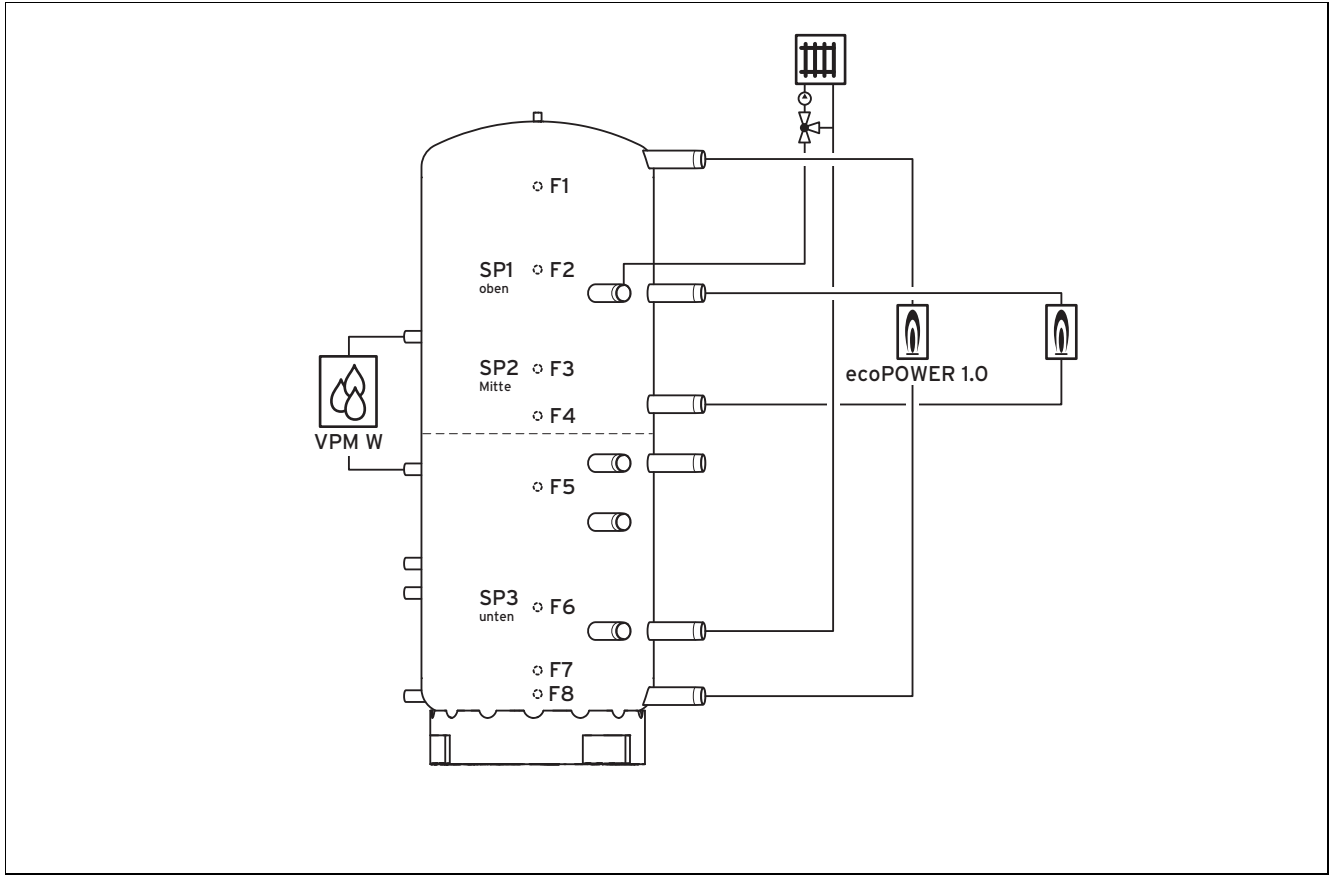 F1
SP1
F2
oben
SP2
F3
Mitte
ecoPOWER 1.0
F4
VPM W
F5
SP3
F6
unten
F7
F8